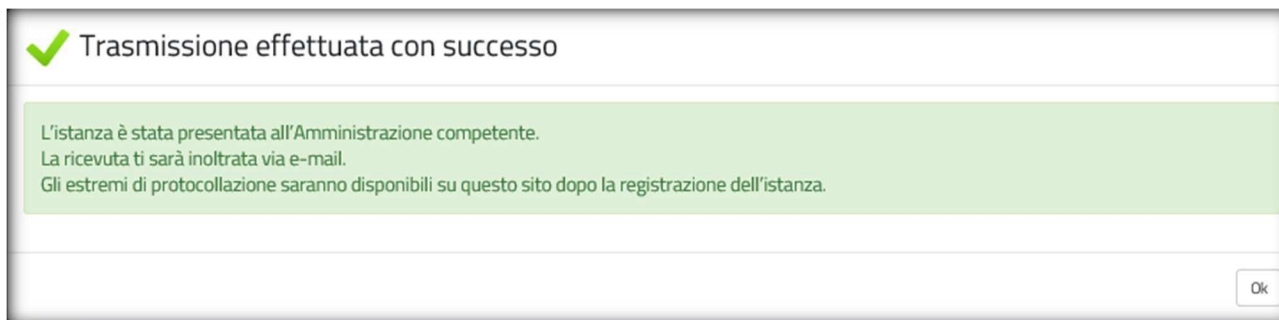 Trasmissione effettuata con successo
L'istanza è stata presentata all'Amministrazione competente.
La ricevuta ti sarà inoltrata via e-mail.
Gli estremi di protocollazione saranno disponibili su questo sito dopo la registrazione dell'istanza.
Ok